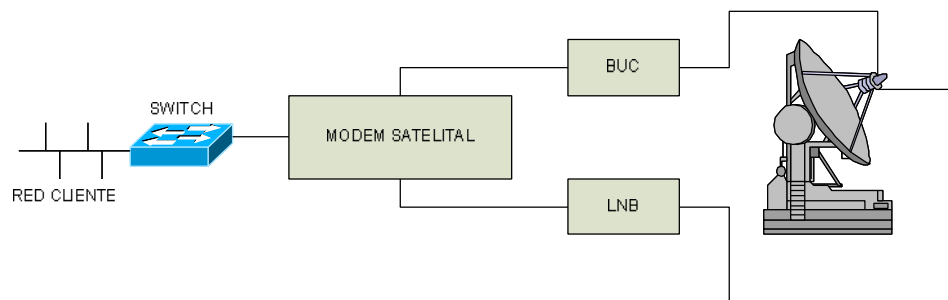 BUC
SWITCH
MODEM SATELITAL
RED CLIENTE
LNB